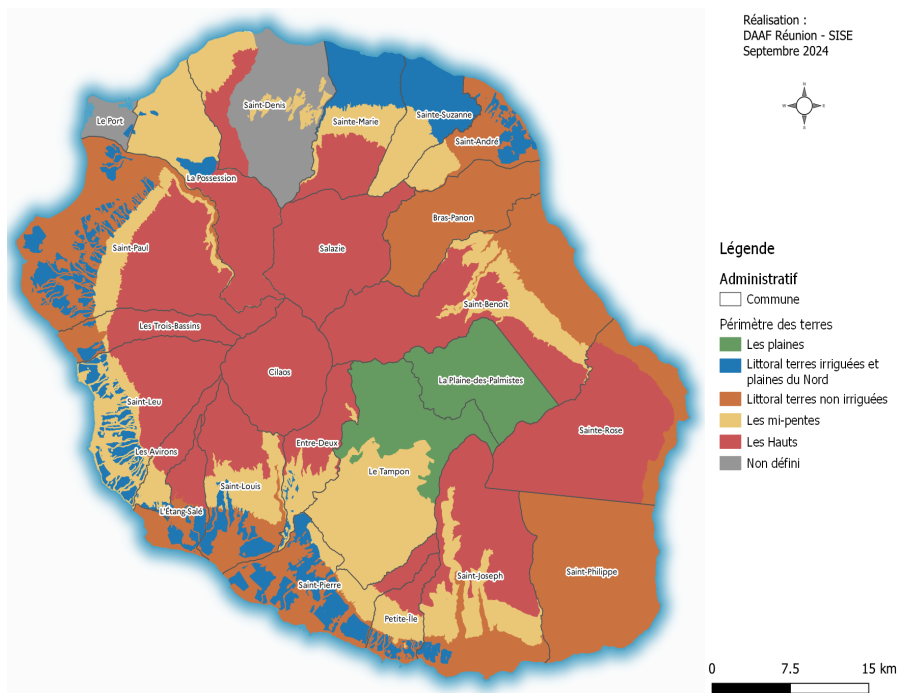 Réalisation :
DAAF Réunion - SISE
Septembre 2024
N
W
E
S
Saint-Denis
Le Port
Sainte-Marie
Sainte-Suzanne
Saint-André
La Possession
Bras-Panon
Saint-Paul
Salazie
Saint-Benoît
Les Trois-Bassins
Cilaos
La Plaine-des-Palmistes
Saint-Leu
Sainte-Rose
Entre-Deux
Les Avirons
Le Tampon
Saint-Louis
L'Étang-Salé
Saint-Philippe
Saint-Joseph
Saint-Pierre
Petite-Île
Légende
Administratif
Commune
Périmètre des terres
Les plaines
Littoral terres irriguées et
plaines du Nord
Littoral terres non irriguées
Les mi-pentes
Les Hauts
Non défini
0 7.5 15 km